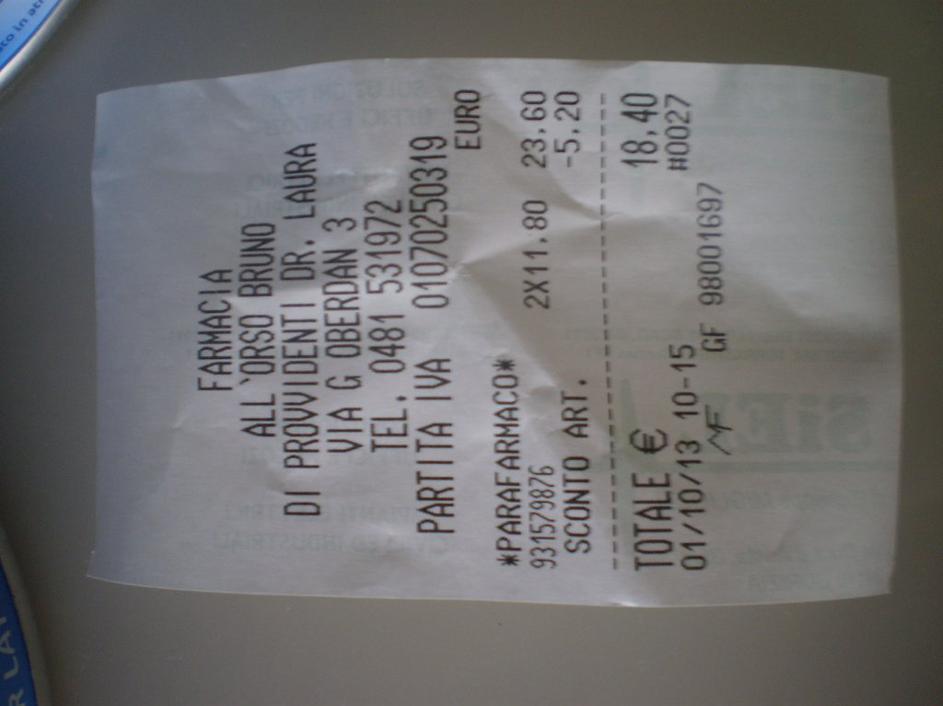 FARMACIA
ALL'ORSO BRUNO
DI PROVVIDENTI DR. LAURA
VIA G OBERDAN 3
TEL. 0481 531972
PARTITA IVA 01070250319
EURO
*PARAFARMACO*
931579876 2X11,80 23,60
SCONTO ART. -5,20
TOTALE € 18,40
01/10/13 10-15 #0027
MF GF 98001697